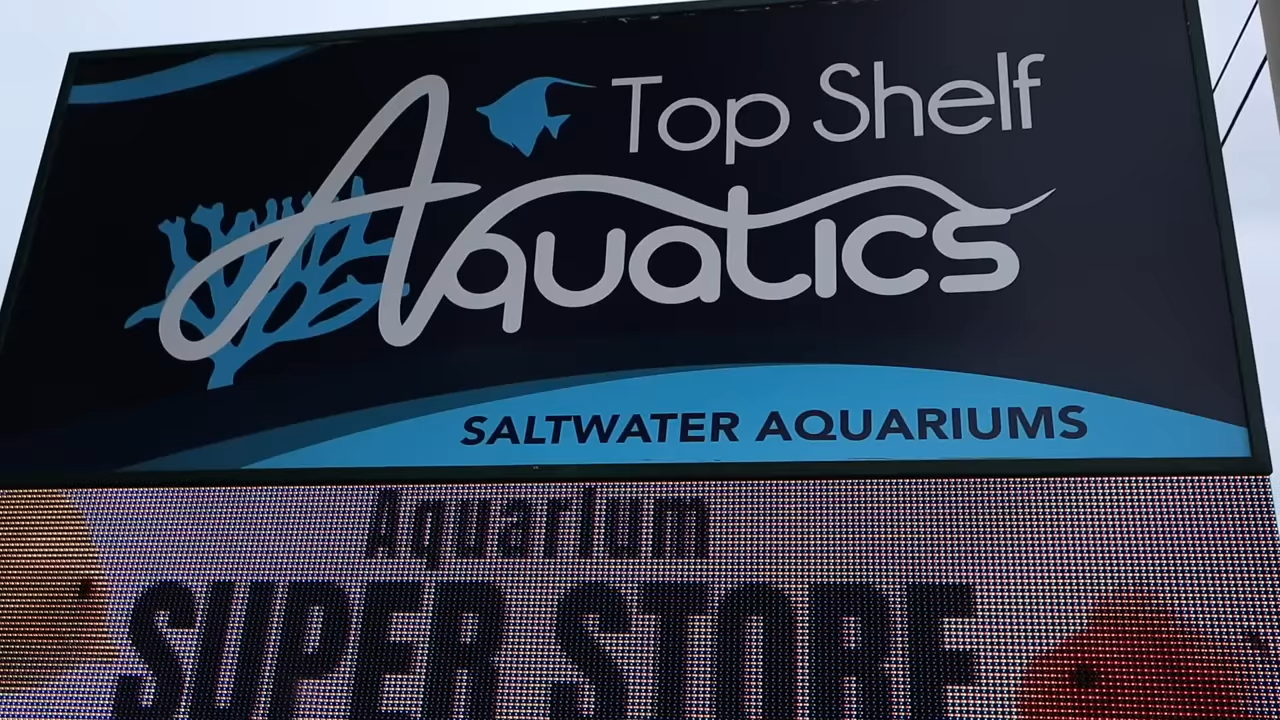 Top Shelf
Aquatics
SALTWATER AQUARIUMS
Aquarium
SUPER STORE